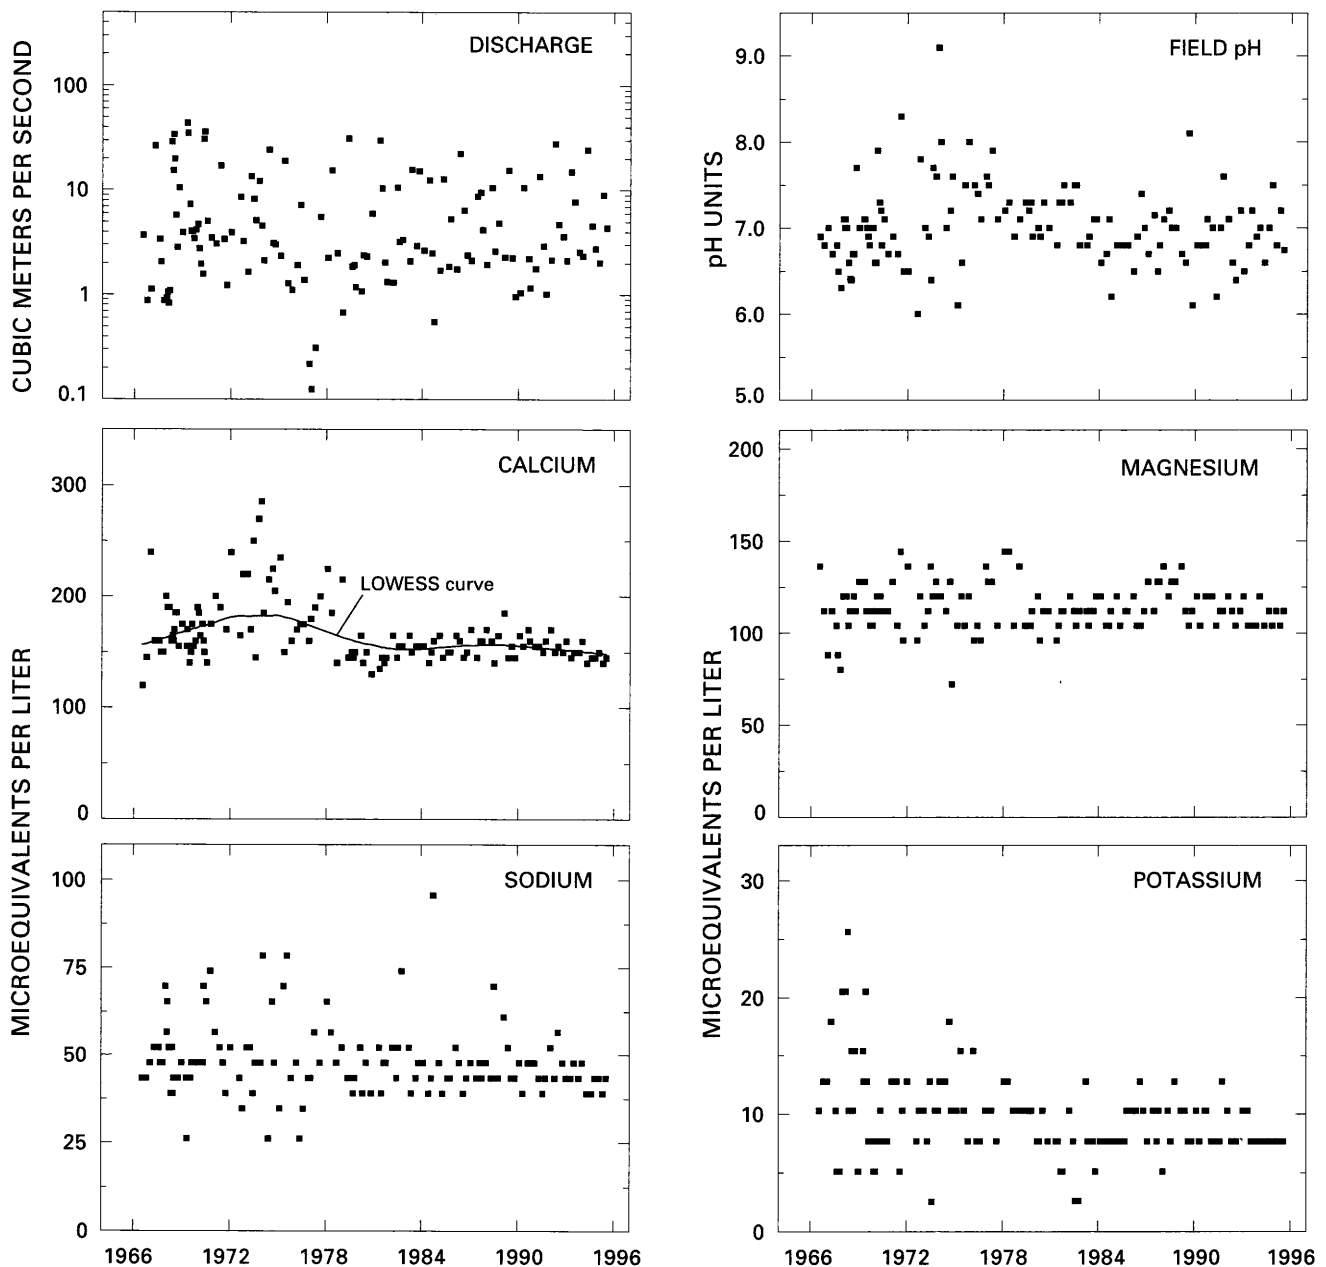 DISCHARGE
CUBIC METERS PER SECOND
100
10
1
0.1
FIELD pH
pH UNITS
9.0
8.0
7.0
6.0
5.0
CALCIUM
LOWESS curve
300
200
100
0
MAGNESIUM
200
150
100
50
0
MICROEQUIVALENTS PER LITER
SODIUM
100
75
50
25
0
1966 1972 1978 1984 1990 1996
MICROEQUIVALENTS PER LITER
POTASSIUM
30
20
10
0
1966 1972 1978 1984 1990 1996